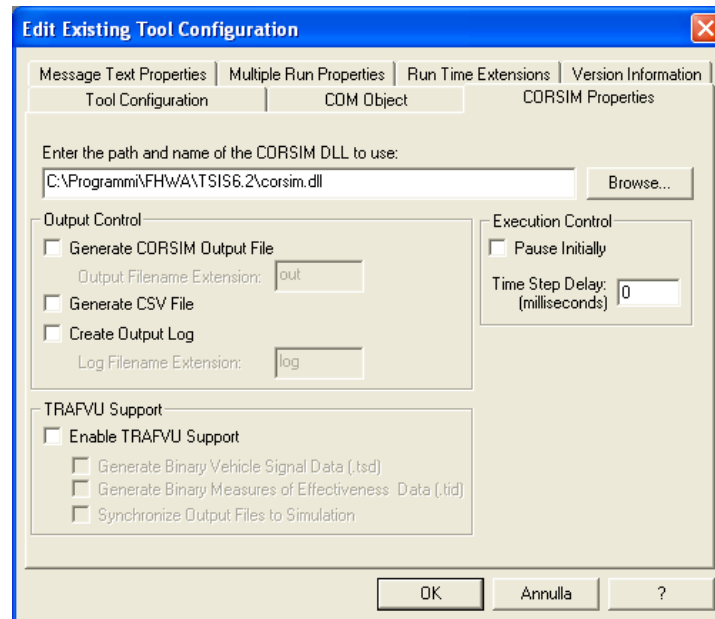 Edit Existing Tool Configuration
Message Text Properties
Multiple Run Properties
Run Time Extensions
Version Information
Tool Configuration
COM Object
CORSIM Properties
Enter the path and name of the CORSIM DLL to use:
C:\Programmi\FHWA\TSIS6.2\corsim.dll
Browse...
Output Control
Generate CORSIM Output File
Output Filename Extension:
out
Generate CSV File
Create Output Log
Log Filename Extension:
log
Execution Control
Pause Initially
Time Step Delay:
(milliseconds)
0
TRAFVU Support
Enable TRAFVU Support
Generate Binary Vehicle Signal Data (.tsd)
Generate Binary Measures of Effectiveness Data (.tid)
Synchronize Output Files to Simulation
OK
Annulla
?